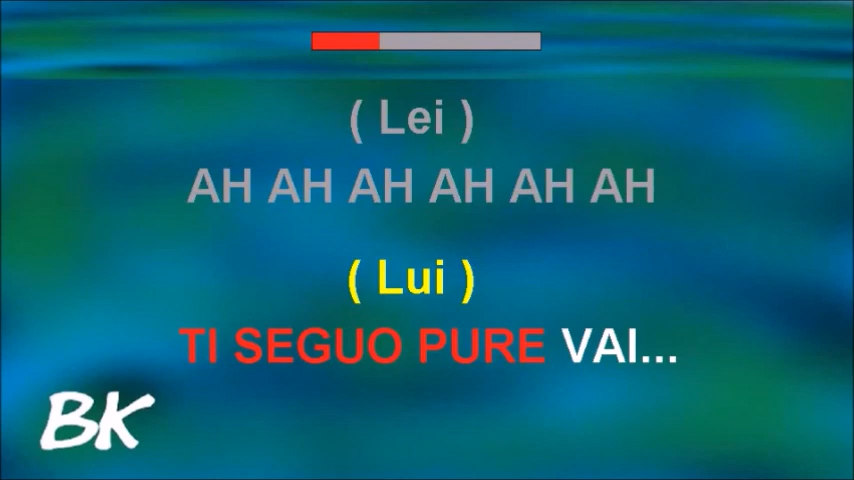 ( Lei )
AH AH AH AH AH AH
( Lui )
TI SEGUO PURE VAI...
BK